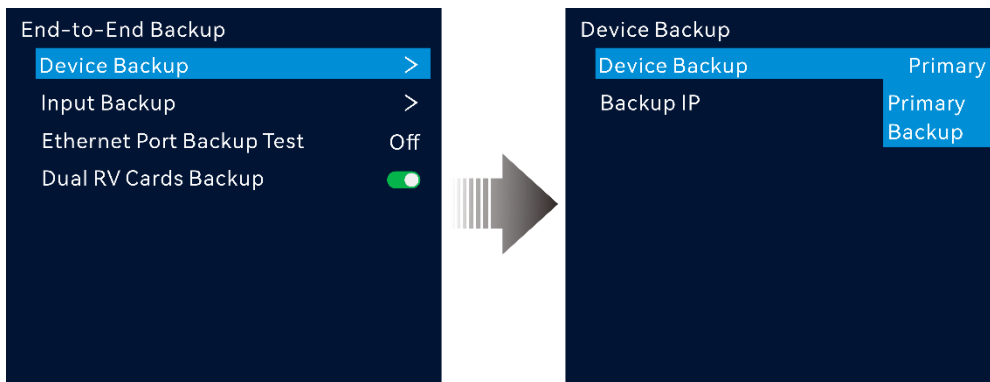 End-to-End Backup
Device Backup >
Input Backup >
Ethernet Port Backup Test Off
Dual RV Cards Backup
Device Backup
Device Backup Primary
Backup IP Primary
Backup